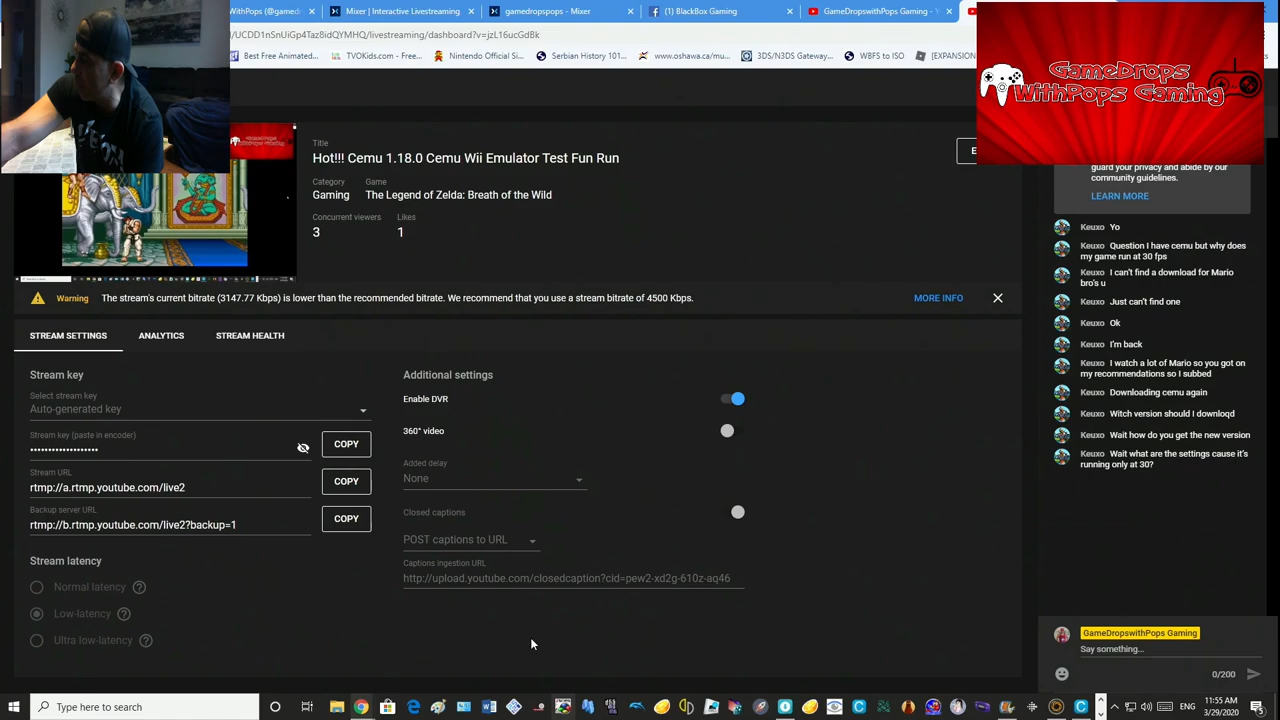 WithPops (@gamed
Mixer | Interactive Livestreaming
gamedropspops - Mixer
(1) BlackBox Gaming
GameDropswithPops Gaming - Y
UCDD1nSnUiGp4Taz8idQYMHQ/livestreaming/dashboard?v=jzL16ucGdBk
Best Free Animated...
TVOKids.com - Free...
Nintendo Official Si...
Serbian History 101...
www.oshawa.ca/mu...
3DS/N3DS Gateway...
WBFS to ISO
[EXPANSION
GameDrops
WithPops Gaming
Title
Hot!!! Cemu 1.18.0 Cemu Wii Emulator Test Fun Run
Category
Game
Gaming
The Legend of Zelda: Breath of the Wild
Concurrent viewers
Likes
3
1
E
Warning
The stream's current bitrate (3147.77 Kbps) is lower than the recommended bitrate. We recommend that you use a stream bitrate of 4500 Kbps.
MORE INFO
STREAM SETTINGS
ANALYTICS
STREAM HEALTH
Stream key
Select stream key
Auto-generated key
Stream key (paste in encoder)
••••••••••••••••••••
COPY
Stream URL
rtmp://a.rtmp.youtube.com/live2
COPY
Backup server URL
rtmp://b.rtmp.youtube.com/live2?backup=1
COPY
Stream latency
Normal latency
Low-latency
Ultra low-latency
Additional settings
Enable DVR
360° video
Added delay
None
Closed captions
POST captions to URL
Captions ingestion URL
http://upload.youtube.com/closedcaption?cid=pew2-xd2g-610z-aq46
guard your privacy and abide by our
community guidelines.
LEARN MORE
Keuxo Yo
Keuxo Question I have cemu but why does
my game run at 30 fps
Keuxo I can't find a download for Mario
bro's u
Keuxo Just can't find one
Keuxo Ok
Keuxo I'm back
Keuxo I watch a lot of Mario so you got on
my recommendations so I subbed
Keuxo Downloading cemu again
Keuxo Witch version should I downloqd
Keuxo Wait how do you get the new version
Keuxo Wait what are the settings cause it's
running only at 30?
GameDropswithPops Gaming
Say something...
0/200
Type here to search
ENG
11:55 AM
3/29/2020